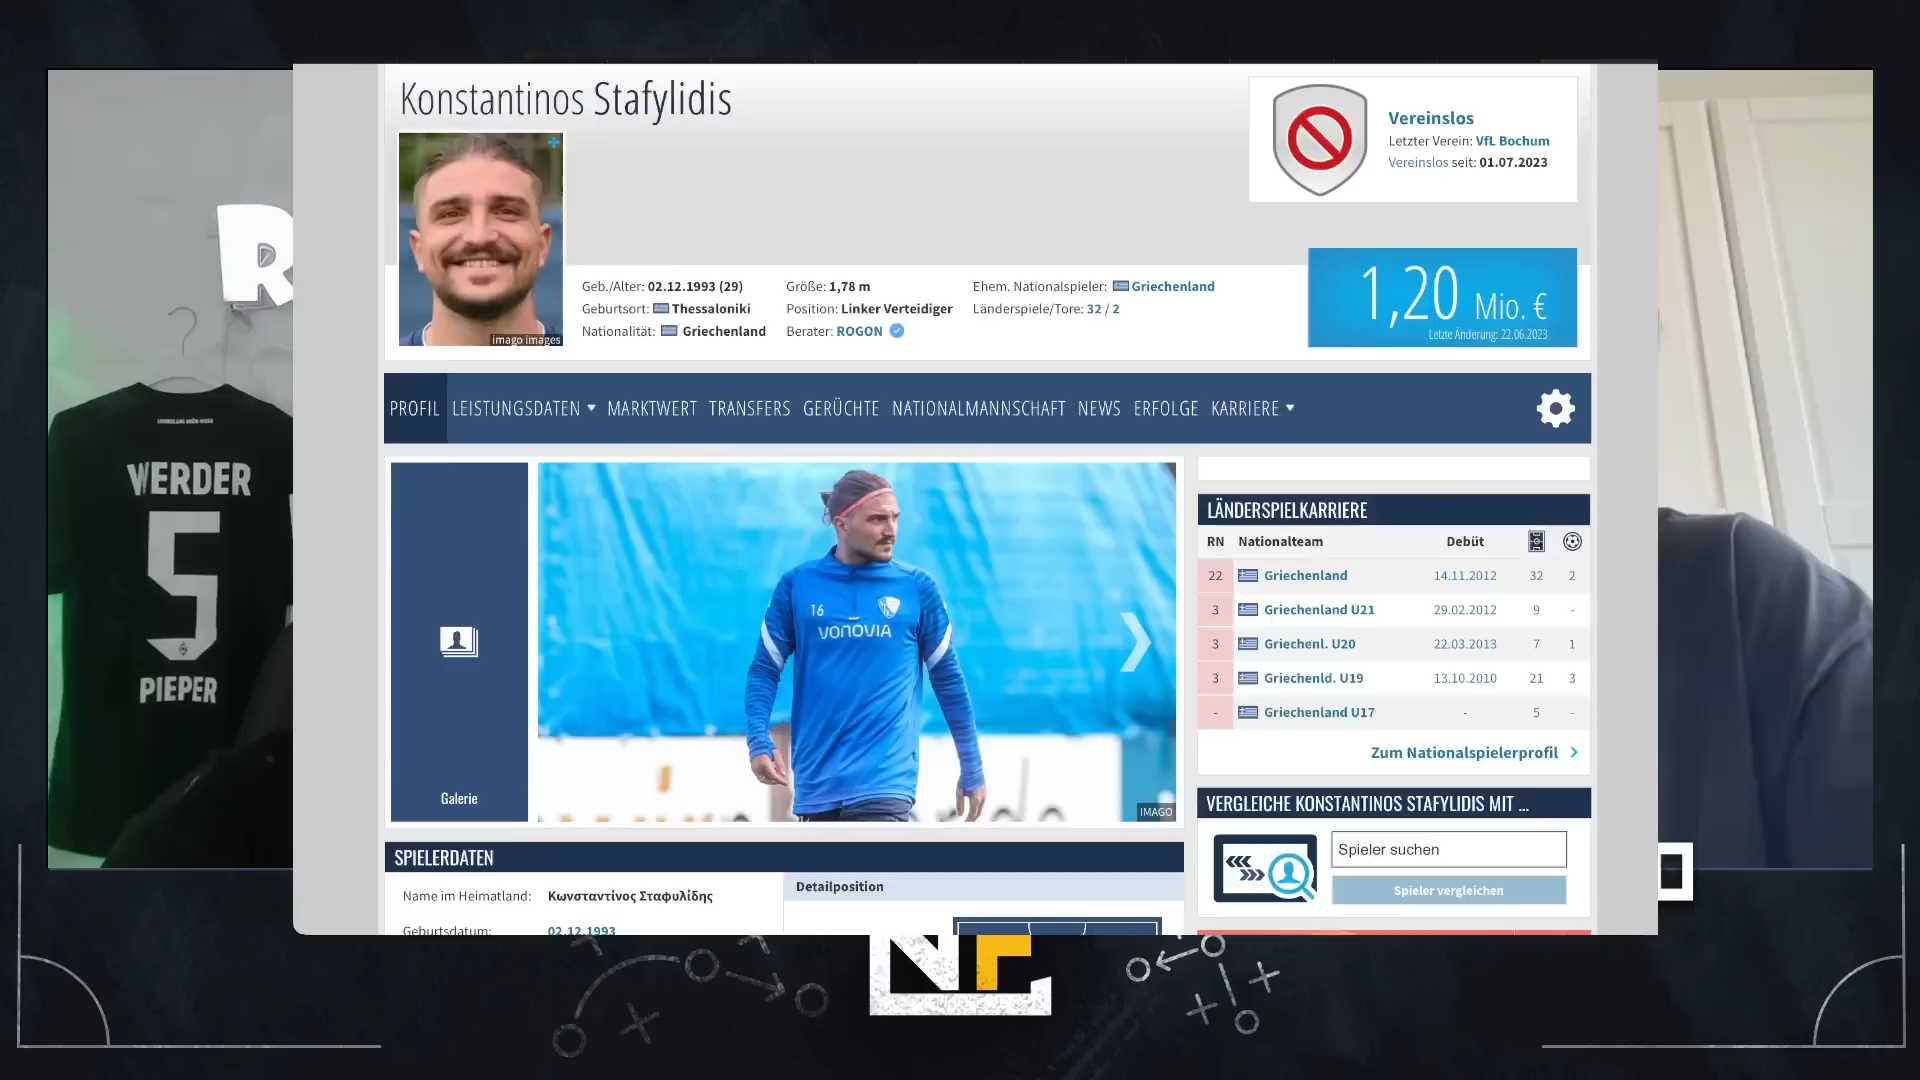 Konstantinos Stafylidis
Vereinslos
Letzter Verein: VfL Bochum
Vereinslos seit: 01.07.2023
imago images
Geb./Alter: 02.12.1993 (29)
Geburtsort: Thessaloniki
Nationalität: Griechenland
Größe: 1,78 m
Position: Linker Verteidiger
Berater: ROGON
Ehem. Nationalspieler: Griechenland
Länderspiele/Tore: 32 / 2
1,20 Mio. €
Letzte Änderung: 22.06.2023
PROFIL LEISTUNGSDATEN MARKTWERT TRANSFERS GERÜCHTE NATIONALMANNSCHAFT NEWS ERFOLGE KARRIERE
R
WERDER
5
PIEPER
Galerie
16
VONOVIA
IMAGO
LÄNDERSPIELKARRIERE
RN Nationalteam Debüt
22 Griechenland 14.11.2012 32 2
3 Griechenland U21 29.02.2012 9 -
3 Griechenl. U20 22.03.2013 7 1
3 Griechenld. U19 13.10.2010 21 3
- Griechenland U17 - 5 -
Zum Nationalspielerprofil
VERGLEICHE KONSTANTINOS STAFYLIDIS MIT ...
Spieler suchen
Spieler vergleichen
SPIELERDATEN
Name im Heimatland: Κωνσταντίνος Σταφυλίδης
Geburtsdatum: 02.12.1993
Detailposition